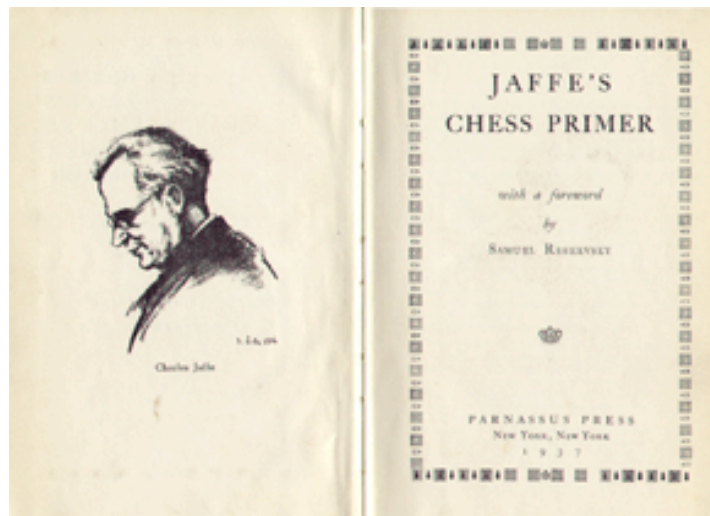 Charles Jaffe
JAFFE'S
CHESS PRIMER
with a foreword
by
SAMUEL RESHEVSKY
PARNASSUS PRESS
NEW YORK, NEW YORK
1937